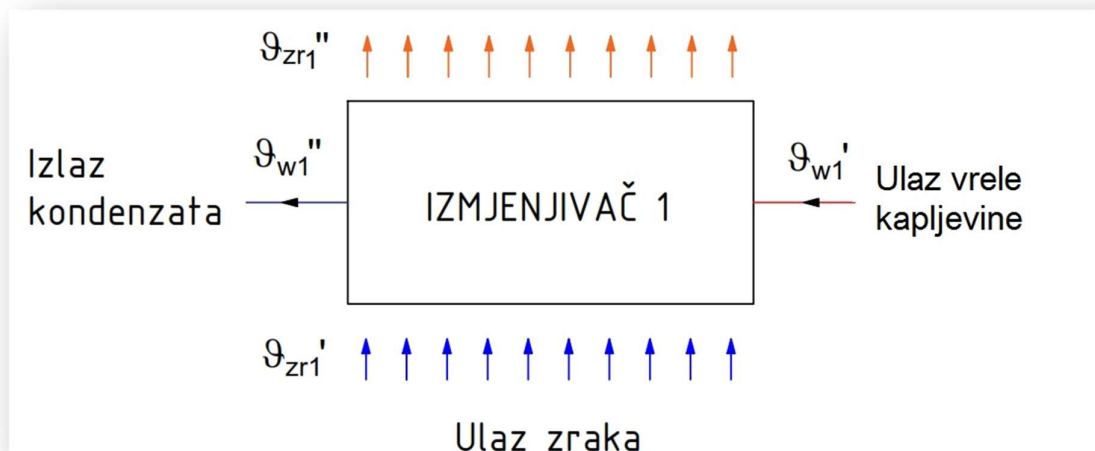 ϑzr1"
Izlaz
kondenzata
ϑw1"
IZMJENJIVAČ 1
ϑw1'
Ulaz vrele
kapljevine
ϑzr1'
Ulaz zraka